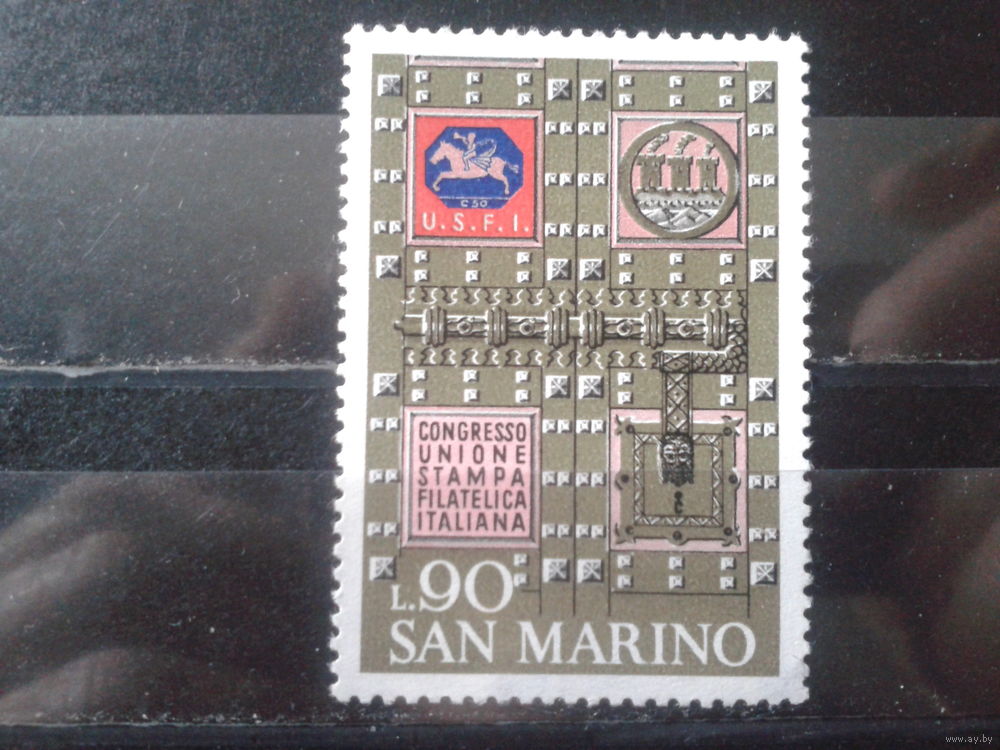 C 50
U.S.F.I.
CONGRESSO
UNIONE
STAMPA
FILATELICA
ITALIANA
L.90
SAN MARINO
www.ay.by